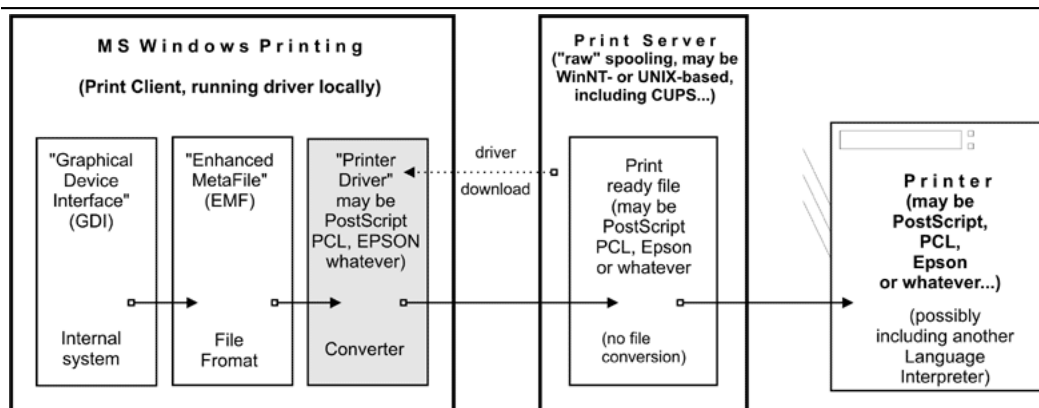 MS Windows Printing
(Print Client, running driver locally)
"Graphical
Device
Interface"
(GDI)
Internal
system
"Enhanced
MetaFile"
(EMF)
File
Fromat
"Printer
Driver"
may be
PostScript
PCL, EPSON
whatever)
Converter
driver
download
Print Server
("raw" spooling, may be
WinNT- or UNIX-based,
including CUPS...)
Print
ready file
(may be
PostScript
PCL, Epson
or whatever
(no file
conversion)
Printer
(may be
PostScript,
PCL,
Epson
or whatever...)
(possibly
including another
Language
Interpreter)